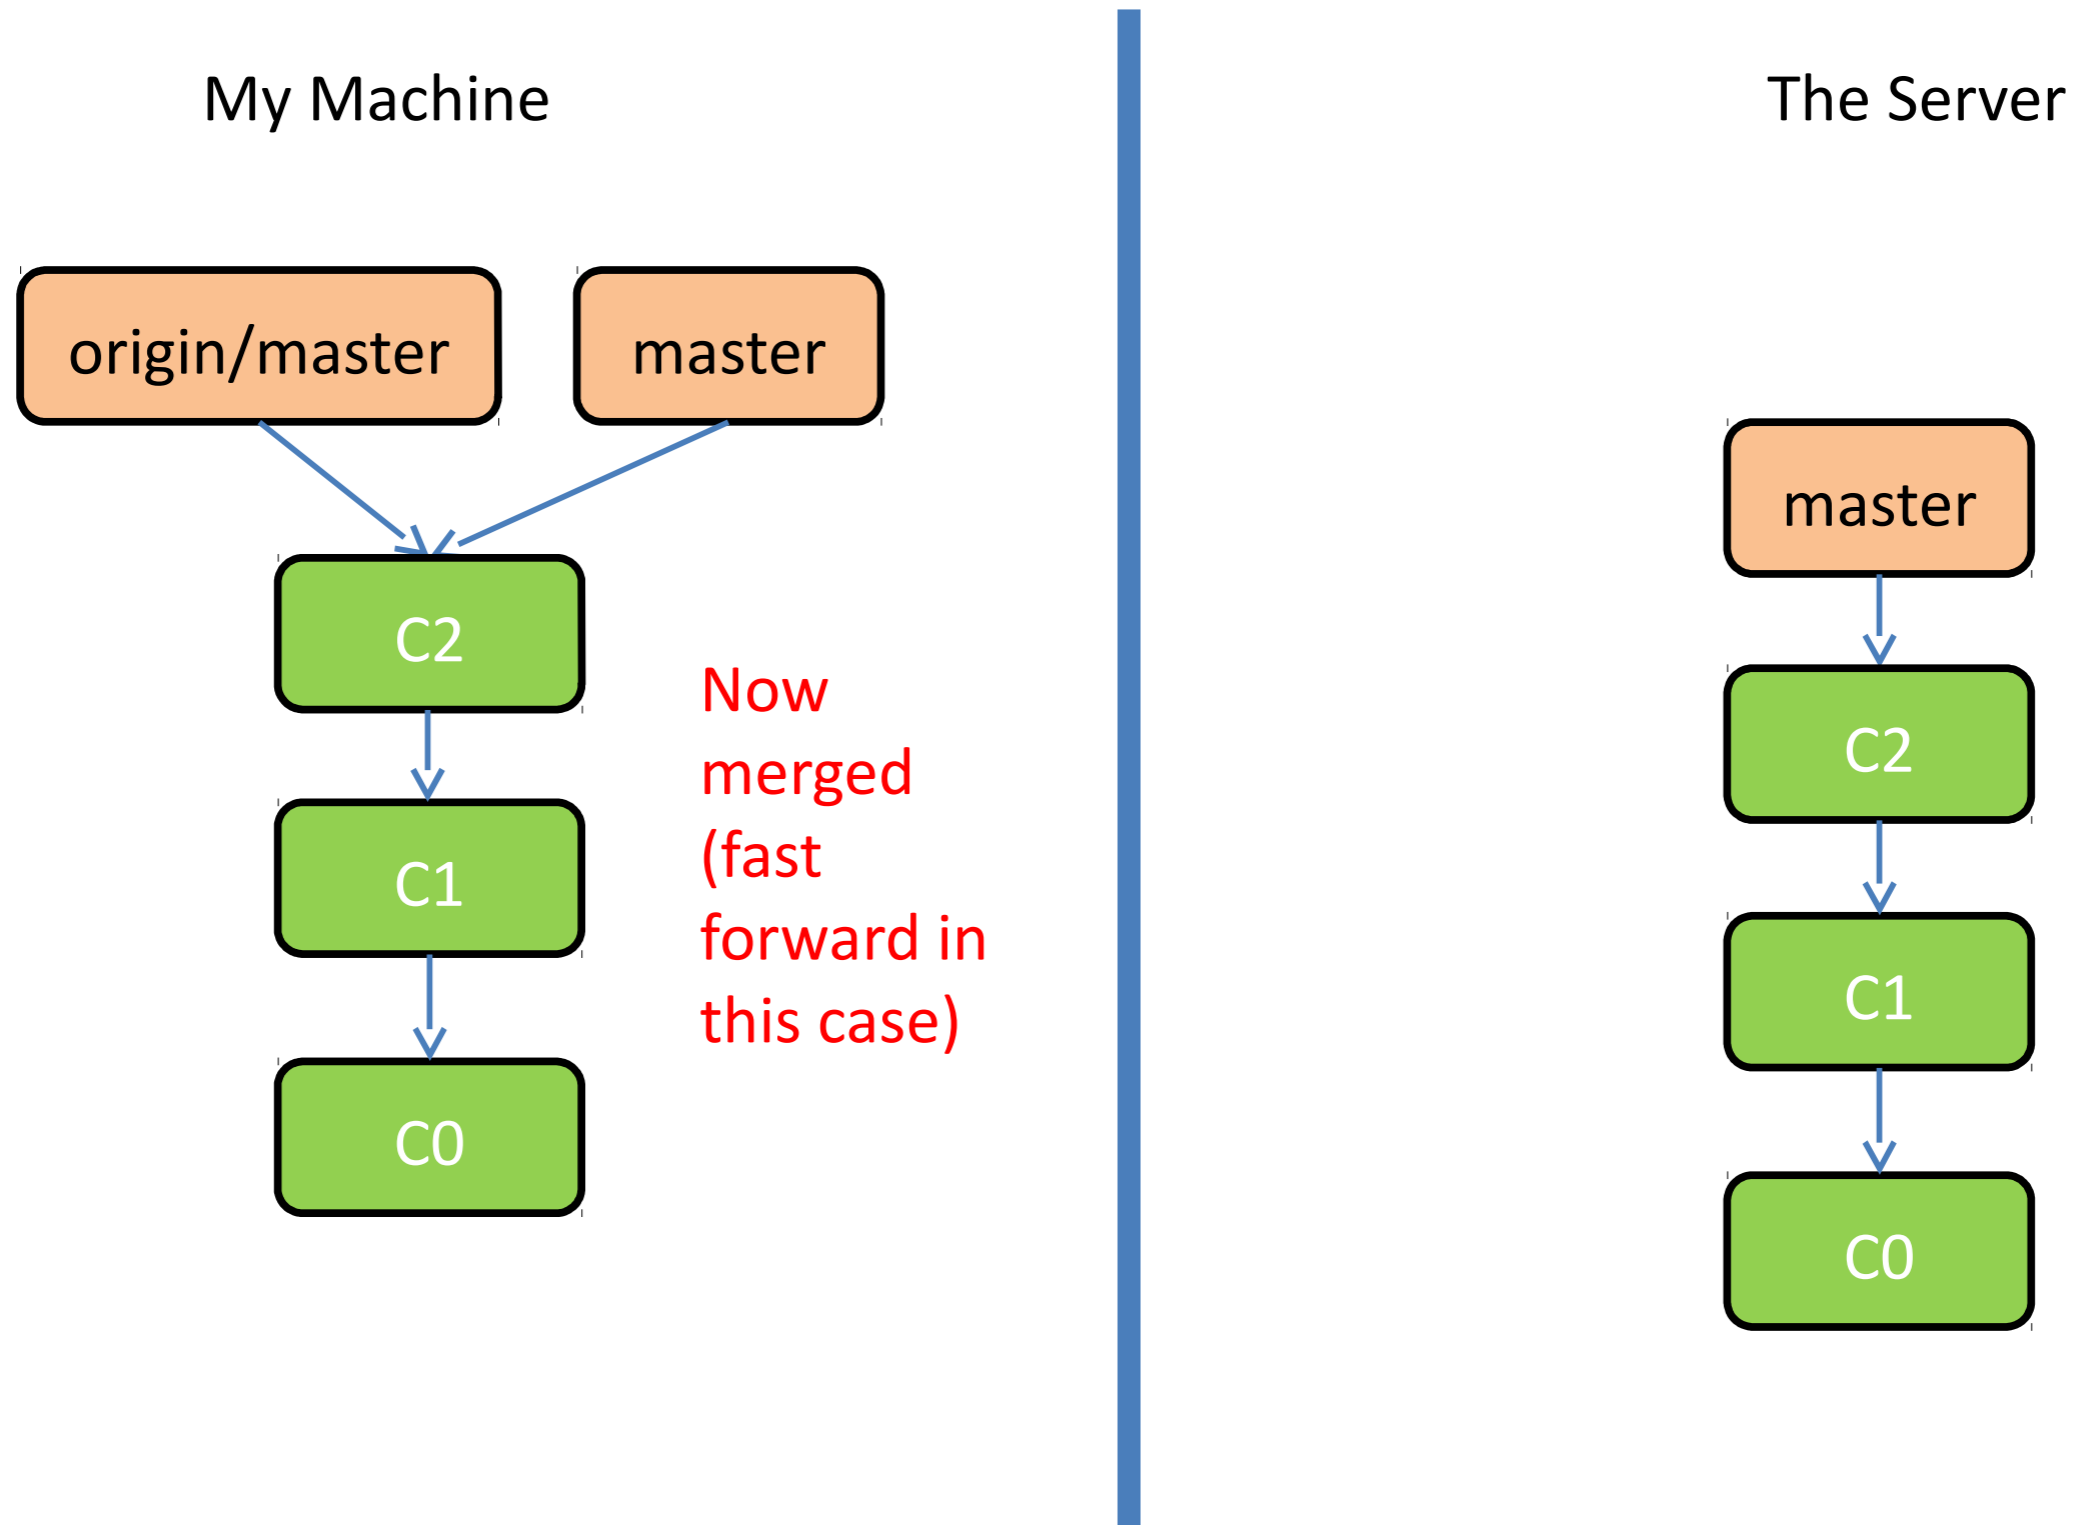 My Machine
The Server
origin/master
master
master
C2
Now
merged
(fast
forward in
this case)
C1
C0
C2
C1
C0